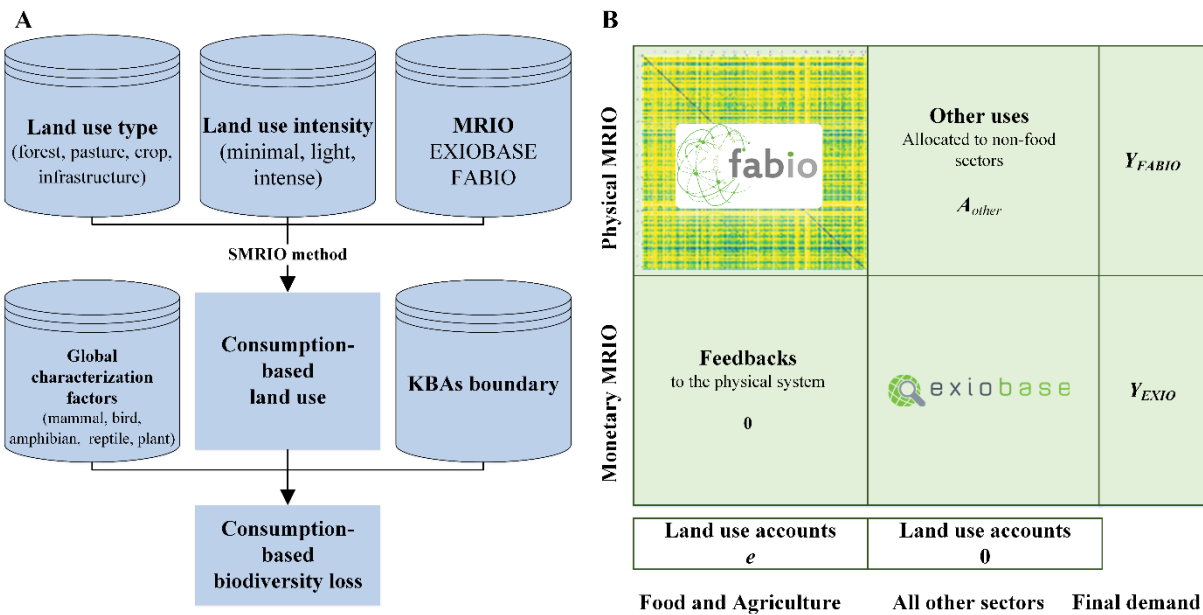 A
Land use type
(forest, pasture, crop,
infrastructure)
Land use intensity
(minimal, light,
intense)
MRIO
EXIOBASE
FABIO
SMRIO method
Global
characterization
factors
(mammal, bird,
amphibian, reptile, plant)
Consumption-
based
land use
KBAs boundary
Consumption-
based
biodiversity loss
B
Physical MRIO
fabio
Other uses
Allocated to non-food
sectors
A_other
Y_FABIO
Monetary MRIO
Feedbacks
to the physical system
0
exiobase
Y_EXIO
Land use accounts
e
Land use accounts
0
Food and Agriculture
All other sectors
Final demand